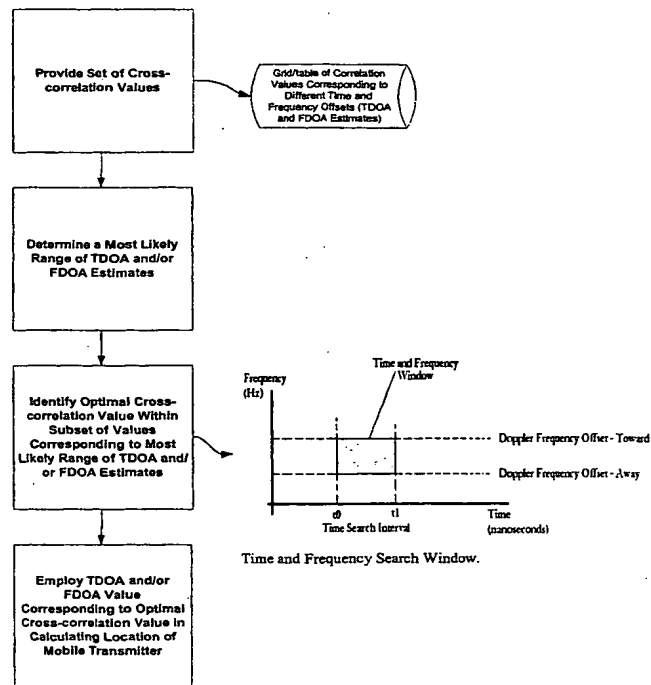 Provide Set of Cross-
correlation Values
Grid/table of Correlation
Values Corresponding to
Different Time and
Frequency Offsets (TDOA
and FDOA Estimates)
Determine a Most Likely
Range of TDOA and/or
FDOA Estimates
Identify Optimal Cross-
correlation Value Within
Subset of Values
Corresponding to Most
Likely Range of TDOA and/
or FDOA Estimates
Time and Frequency
Window
Frequency
(Hz)
Doppler Frequency Offset - Toward
Doppler Frequency Offset - Away
t0
t1
Time
(nanoseconds)
Time Search Interval
Time and Frequency Search Window.
Employ TDOA and/or
FDOA Value
Corresponding to Optimal
Cross-correlation Value in
Calculating Location of
Mobile Transmitter